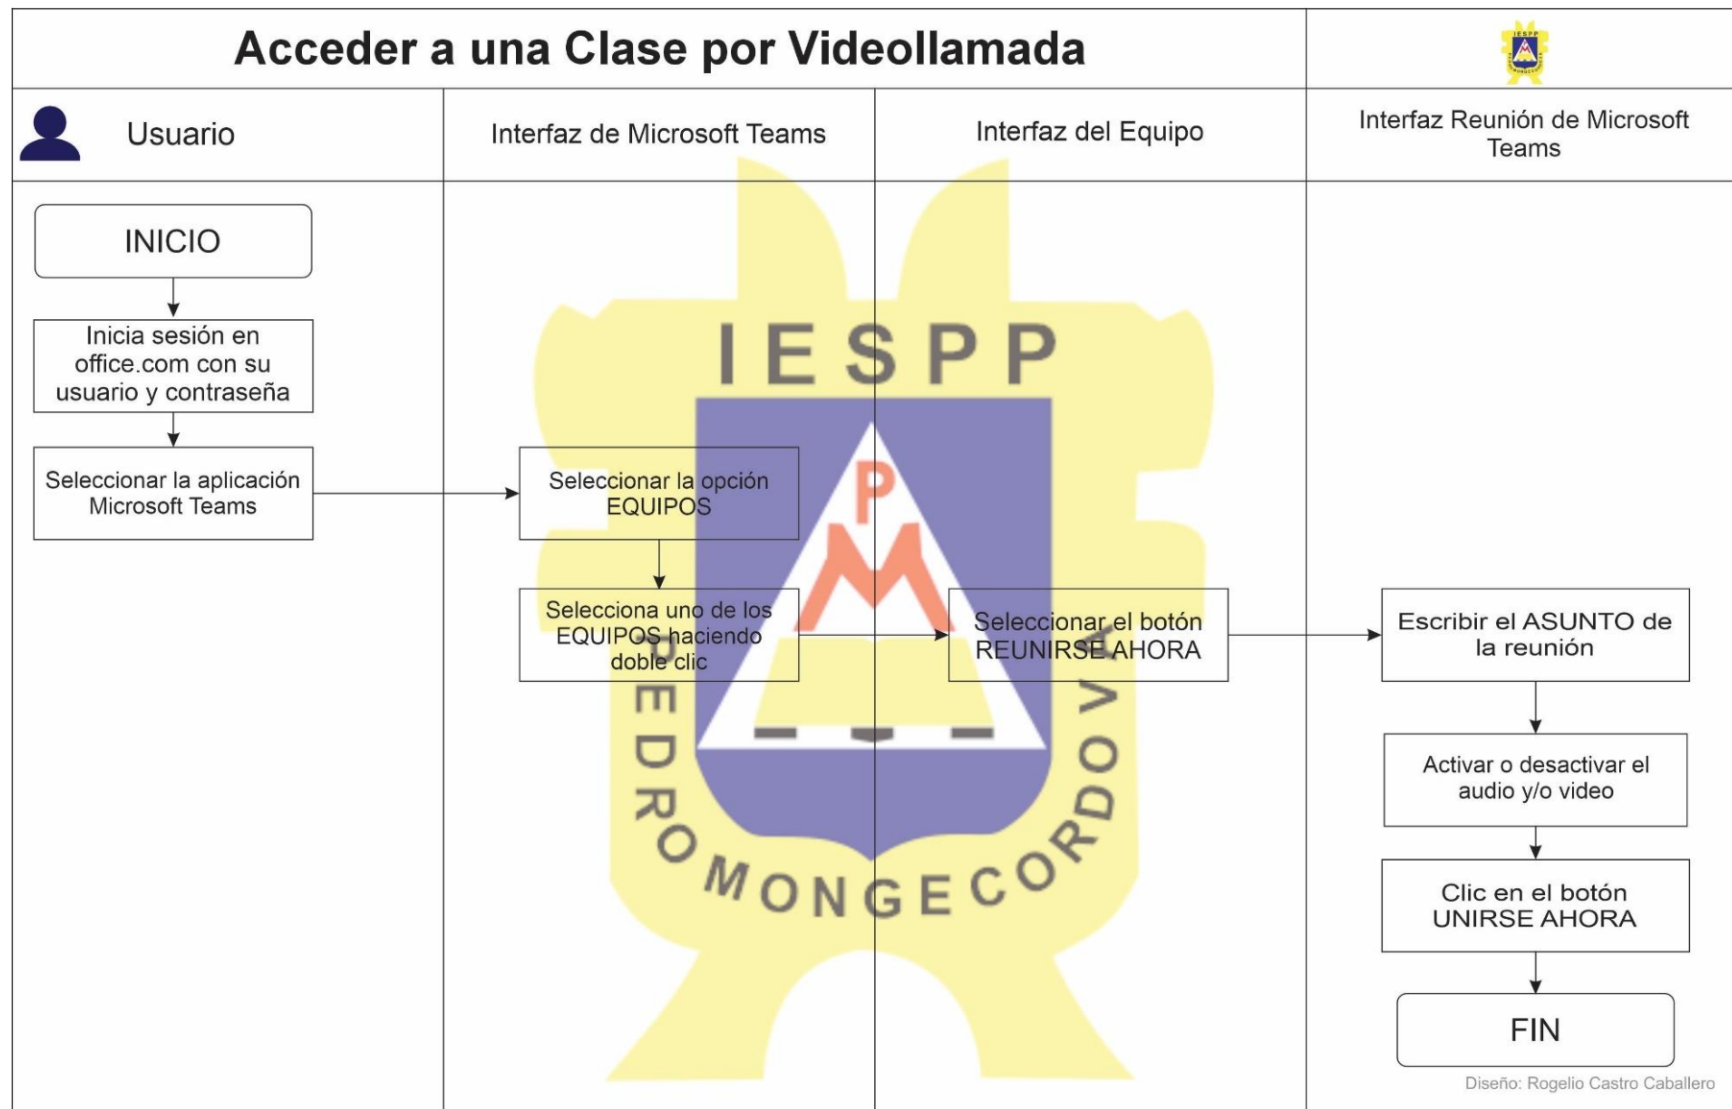 Acceder a una Clase por Videollamada
IESPP
Usuario
Interfaz de Microsoft Teams
Interfaz del Equipo
Interfaz Reunión de Microsoft
Teams
INICIO
Inicia sesión en
office.com con su
usuario y contraseña
Seleccionar la aplicación
Microsoft Teams
Seleccionar la opción
EQUIPOS
Selecciona uno de los
EQUIPOS haciendo
doble clic
Seleccionar el botón
REUNIRSE AHORA
Escribir el ASUNTO de
la reunión
Activar o desactivar el
audio y/o video
Clic en el botón
UNIRSE AHORA
FIN
IESPP
P
M
PEDRO MONGE CORDOVA
Diseño: Rogelio Castro Caballero